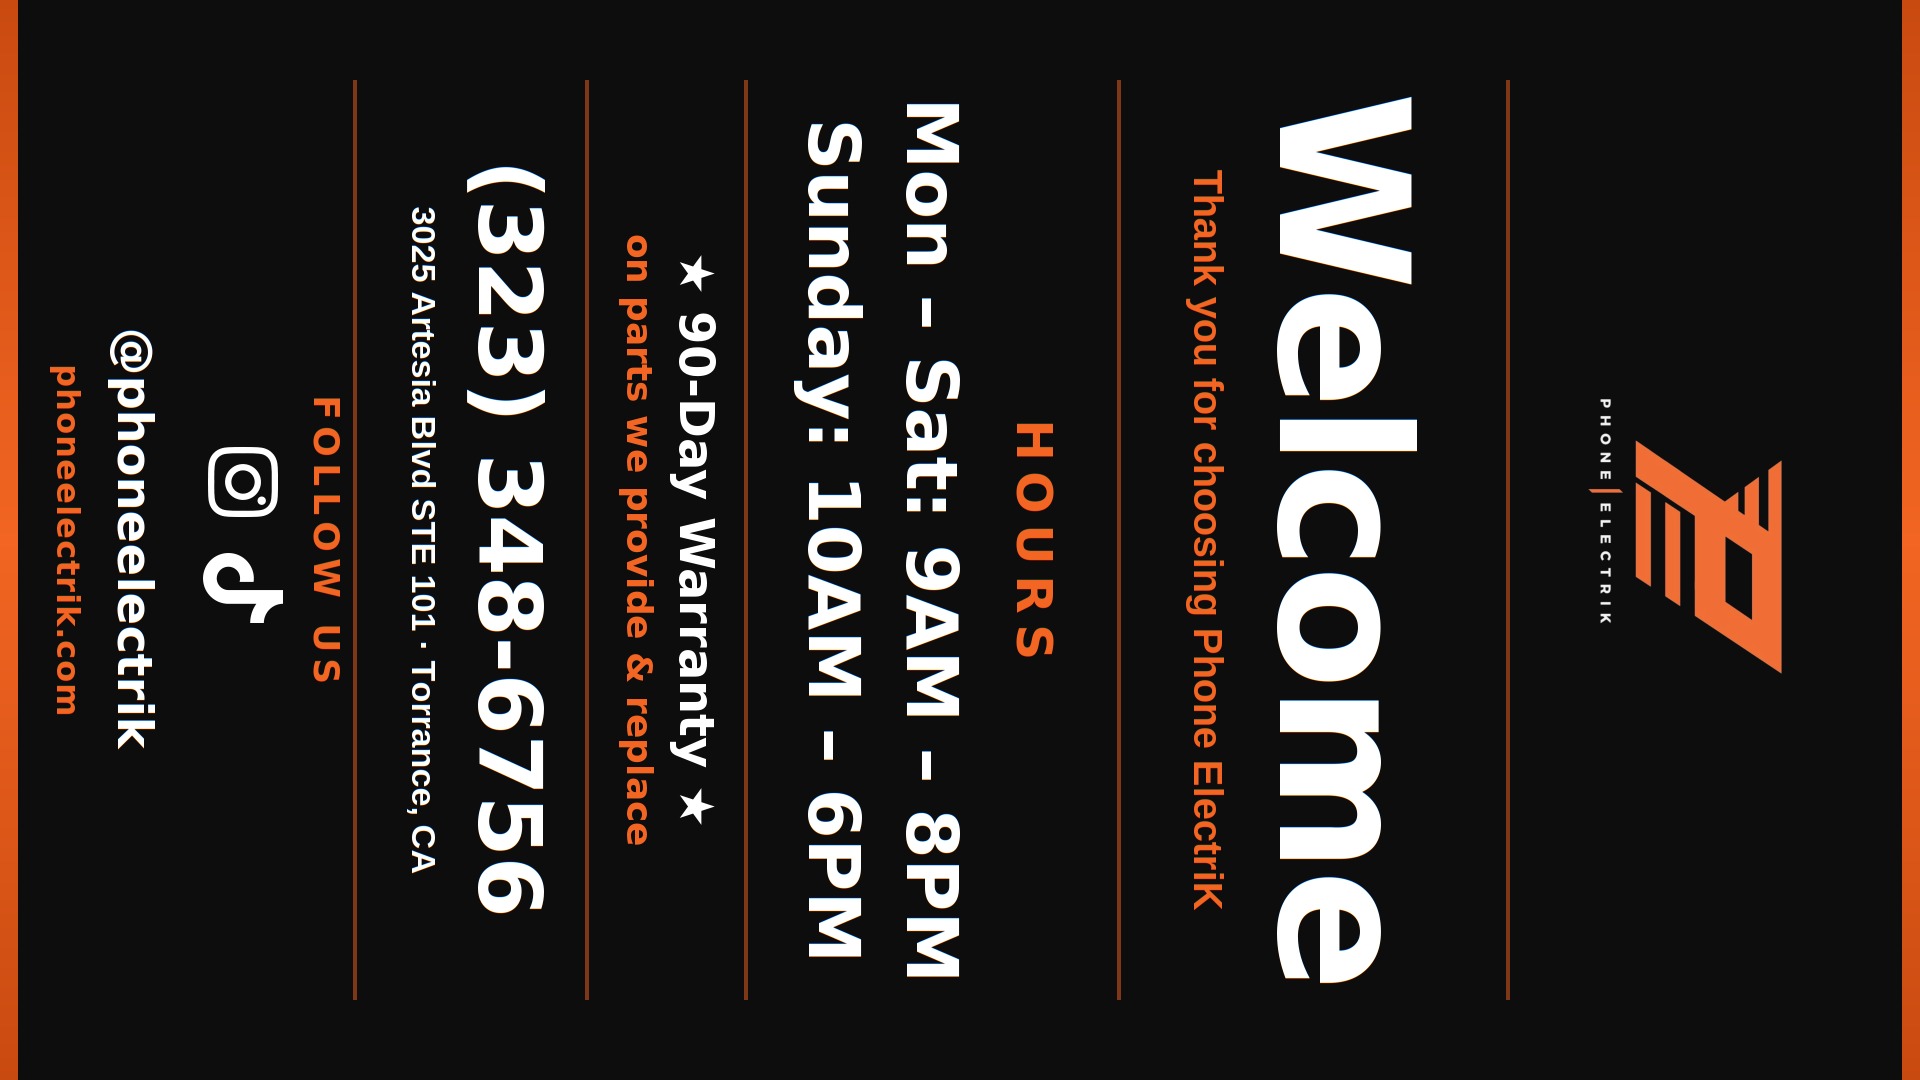 PHONE | ELECTRIK
Welcome
Thank you for choosing Phone ElectriK
HOURS
Mon – Sat: 9AM – 8PM
Sunday: 10AM – 6PM
★ 90-Day Warranty ★
on parts we provide & replace
(323) 348-6756
3025 Artesia Blvd STE 101 · Torrance, CA
FOLLOW US
@phoneelectrik
phoneelectrik.com